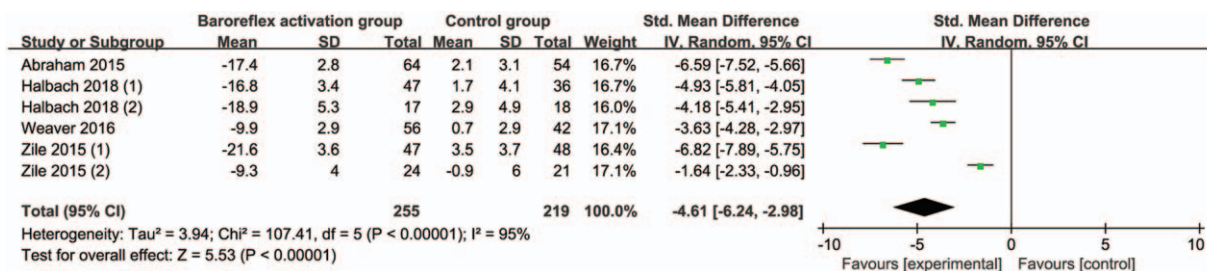 Baroreflex activation group Control group Std. Mean Difference Std. Mean Difference
Study or Subgroup Mean SD Total Mean SD Total Weight IV, Random, 95% CI IV, Random, 95% CI
Abraham 2015 -17.4 2.8 64 2.1 3.1 54 16.7% -6.59 [-7.52, -5.66]
Halbach 2018 (1) -16.8 3.4 47 1.7 4.1 36 16.7% -4.93 [-5.81, -4.05]
Halbach 2018 (2) -18.9 5.3 17 2.9 4.9 18 16.0% -4.18 [-5.41, -2.95]
Weaver 2016 -9.9 2.9 56 0.7 2.9 42 17.1% -3.63 [-4.28, -2.97]
Zile 2015 (1) -21.6 3.6 47 3.5 3.7 48 16.4% -6.82 [-7.89, -5.75]
Zile 2015 (2) -9.3 4 24 -0.9 6 21 17.1% -1.64 [-2.33, -0.96]
Total (95% CI) 255 219 100.0% -4.61 [-6.24, -2.98]
Heterogeneity: Tau² = 3.94; Chi² = 107.41, df = 5 (P < 0.00001); I² = 95%
Test for overall effect: Z = 5.53 (P < 0.00001)
-10 -5 0 5 10
Favours [experimental] Favours [control]